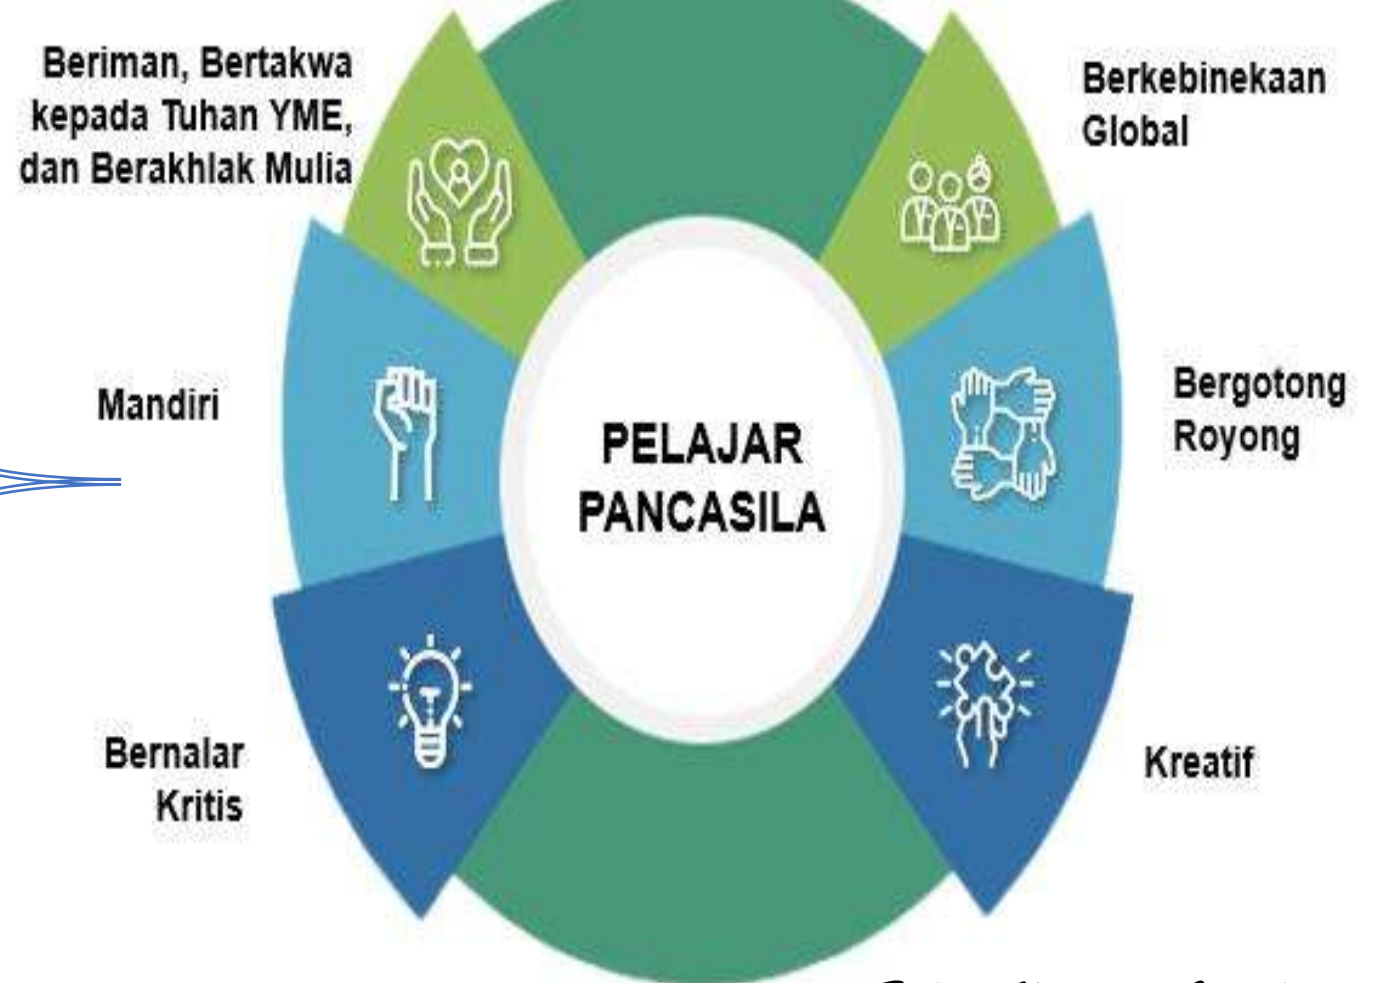 Beriman, Bertakwa
kepada Tuhan YME,
dan Berakhlak Mulia
Berkebinekaan
Global
Mandiri
Bergotong
Royong
PELAJAR
PANCASILA
Bernalar
Kritis
Kreatif